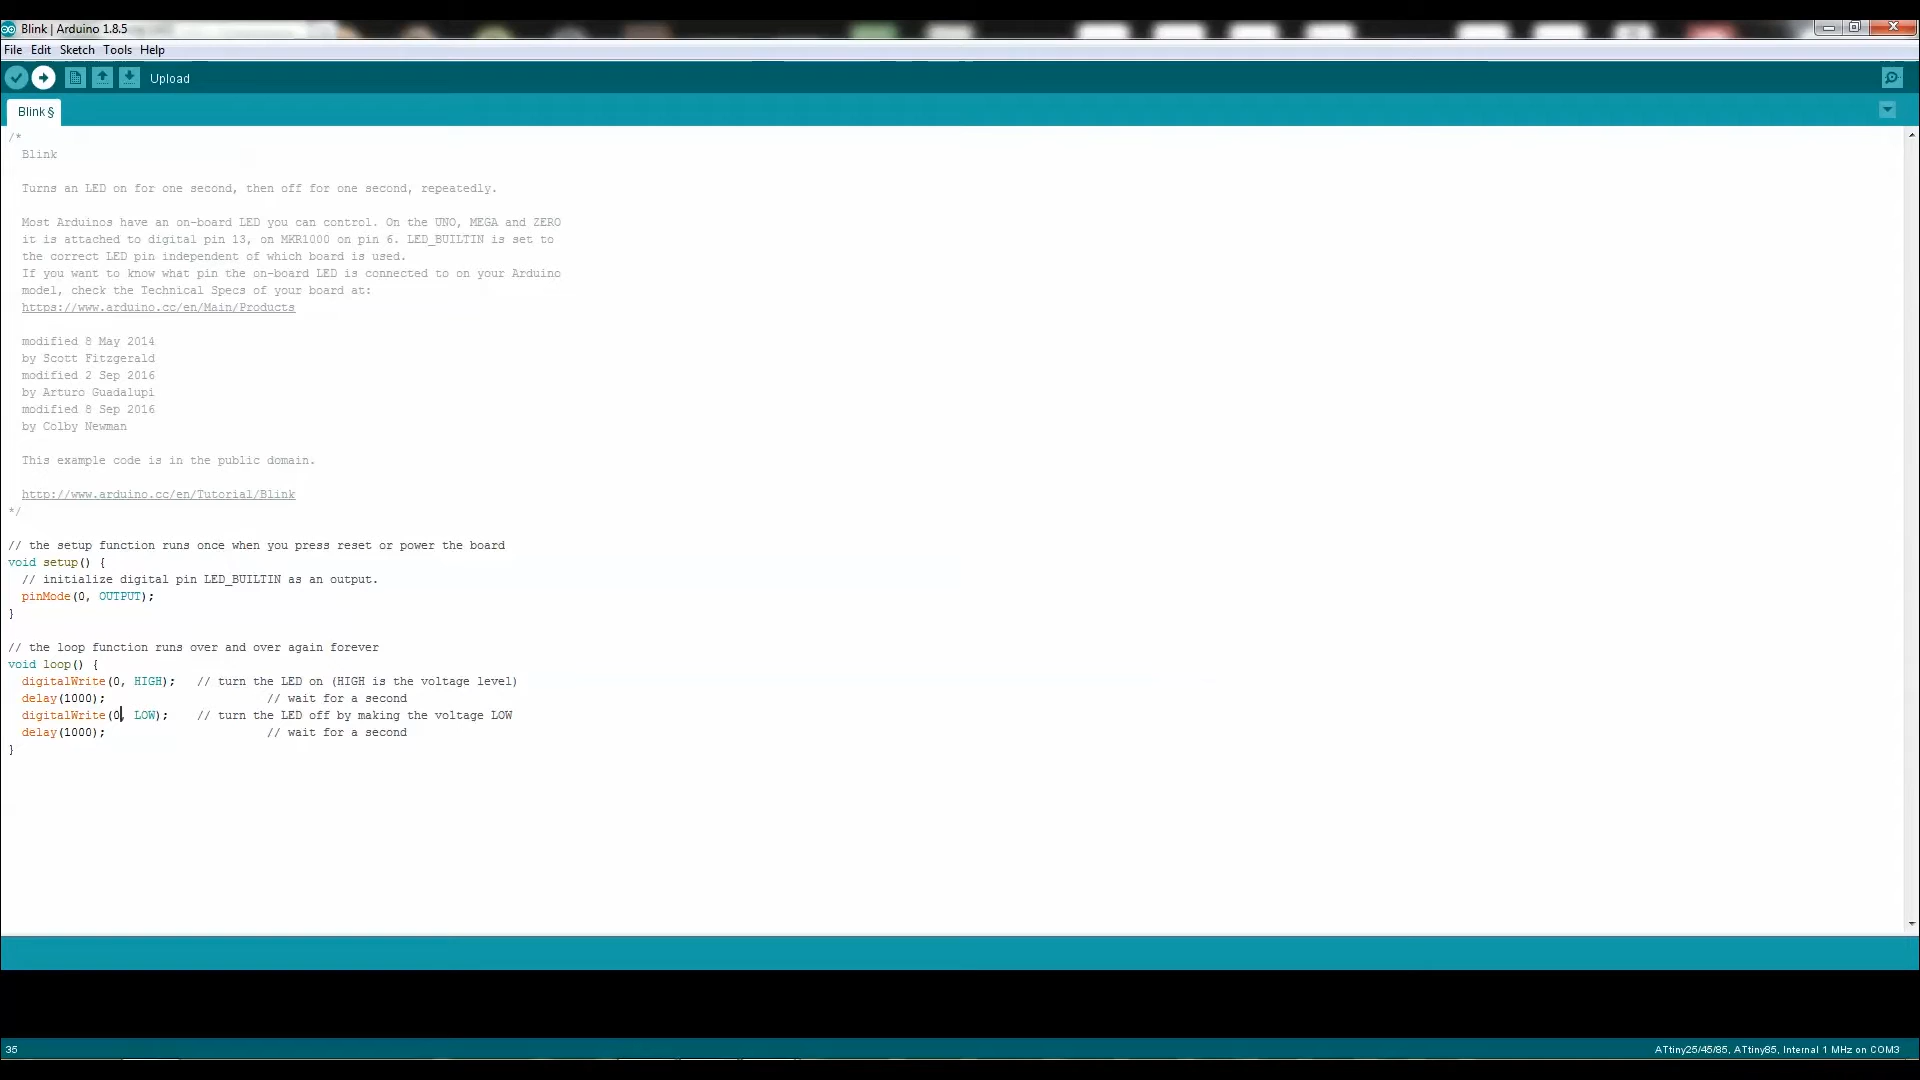 Blink | Arduino 1.8.5
File Edit Sketch Tools Help
Upload
Blink §
/*
Blink
Turns an LED on for one second, then off for one second, repeatedly.
Most Arduinos have an on-board LED you can control. On the UNO, MEGA and ZERO
it is attached to digital pin 13, on MKR1000 on pin 6. LED_BUILTIN is set to
the correct LED pin independent of which board is used.
If you want to know what pin the on-board LED is connected to on your Arduino
model, check the Technical Specs of your board at:
https://www.arduino.cc/en/Main/Products
modified 8 May 2014
by Scott Fitzgerald
modified 2 Sep 2016
by Arturo Guadalupi
modified 8 Sep 2016
by Colby Newman
This example code is in the public domain.
http://www.arduino.cc/en/Tutorial/Blink
*/
// the setup function runs once when you press reset or power the board
void setup() {
// initialize digital pin LED_BUILTIN as an output.
pinMode(0, OUTPUT);
}
// the loop function runs over and over again forever
void loop() {
digitalWrite(0, HIGH); // turn the LED on (HIGH is the voltage level)
delay(1000); // wait for a second
digitalWrite(0, LOW); // turn the LED off by making the voltage LOW
delay(1000); // wait for a second
}
35
ATtiny25/45/85, ATtiny85, Internal 1 MHz on COM3